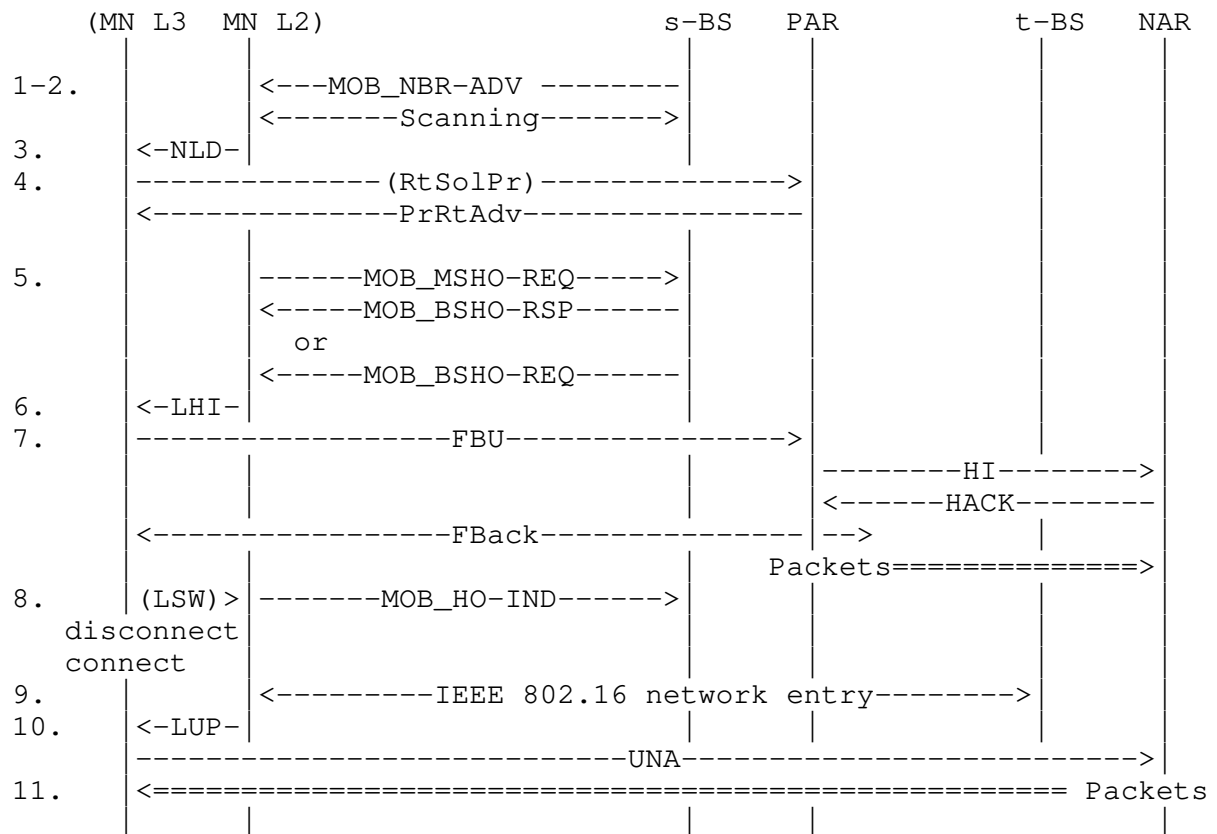 (MN L3  MN L2)                             s-BS    PAR                t-BS     NAR
1-2.              |<---MOB_NBR-ADV --------|
                  |<-------Scanning------->|
3.       |<-NLD-|
4.       |--------------(RtSolPr)-------------->|
         |<--------------PrRtAdv----------------|
5.                |------MOB_MSHO-REQ----->|
                  |<-----MOB_BSHO-RSP------|
                    or
                  |<-----MOB_BSHO-REQ------|
6.       |<-LHI-|
7.       |------------------FBU---------------->|
                                                |--------HI-------->|
                                                |<------HACK--------|
         |<-----------------FBack---------------|-->
                                              Packets==============>|
8.       |(LSW)>|-------MOB_HO-IND------>|
     disconnect|
     connect
9.                |<---------IEEE 802.16 network entry-------->|
10.      |<-LUP-|
         |----------------------------UNA-------------------------->|
11.      |<==================================================== Packets